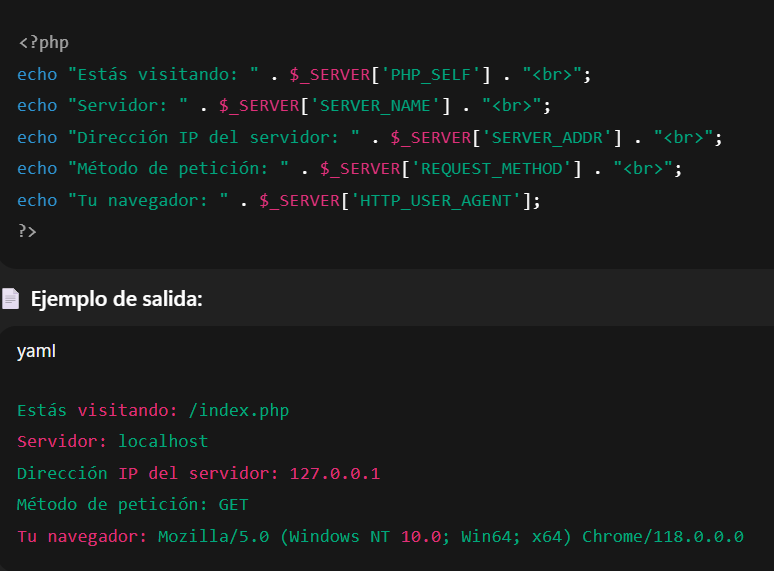 <?php
echo "Estás visitando: " . $_SERVER['PHP_SELF'] . "<br>";
echo "Servidor: " . $_SERVER['SERVER_NAME'] . "<br>";
echo "Dirección IP del servidor: " . $_SERVER['SERVER_ADDR'] . "<br>";
echo "Método de petición: " . $_SERVER['REQUEST_METHOD'] . "<br>";
echo "Tu navegador: " . $_SERVER['HTTP_USER_AGENT'];
?>
Ejemplo de salida:
yaml
Estás visitando: /index.php
Servidor: localhost
Dirección IP del servidor: 127.0.0.1
Método de petición: GET
Tu navegador: Mozilla/5.0 (Windows NT 10.0; Win64; x64) Chrome/118.0.0.0